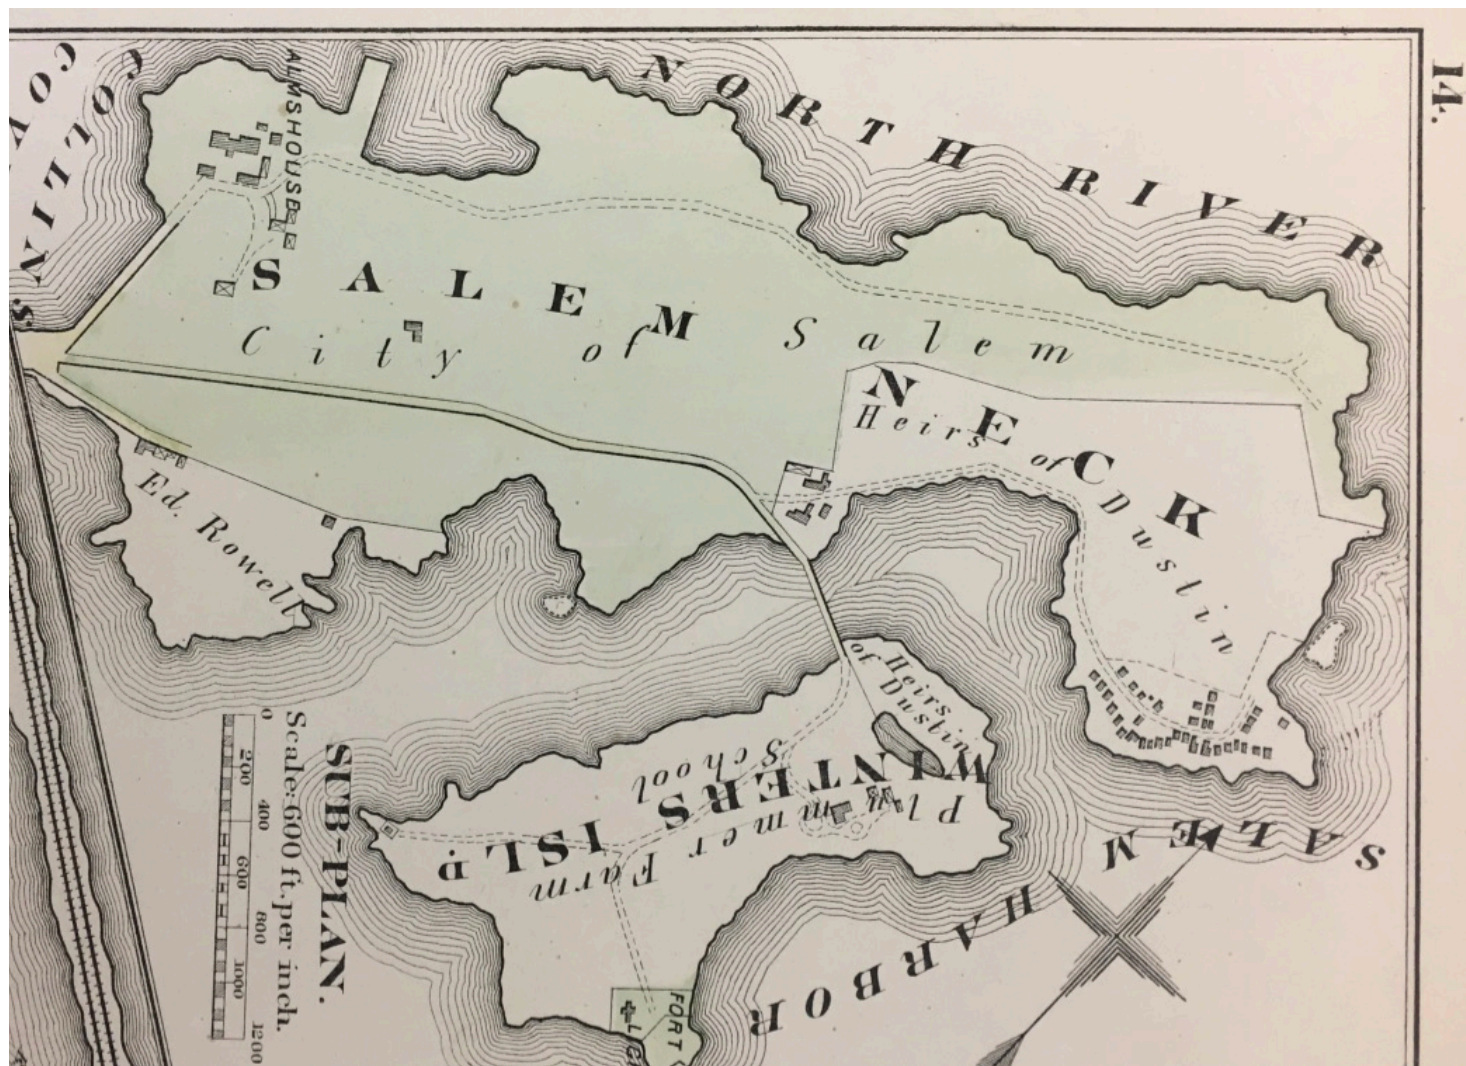 14.
NORTH RIVER
COLLINS
COV
ALMSHOUSE
SALEM
City of Salem
NECK
Heirs of Dustin
Ed. Rowell
Heirs
of Dustin
WINTERS ISLD.
Plummer Farm
School
SALEM
HARBOR
FORT
SUB-PLAN.
Scale: 600 ft. per inch.
0 200 400 600 800 1000 1200